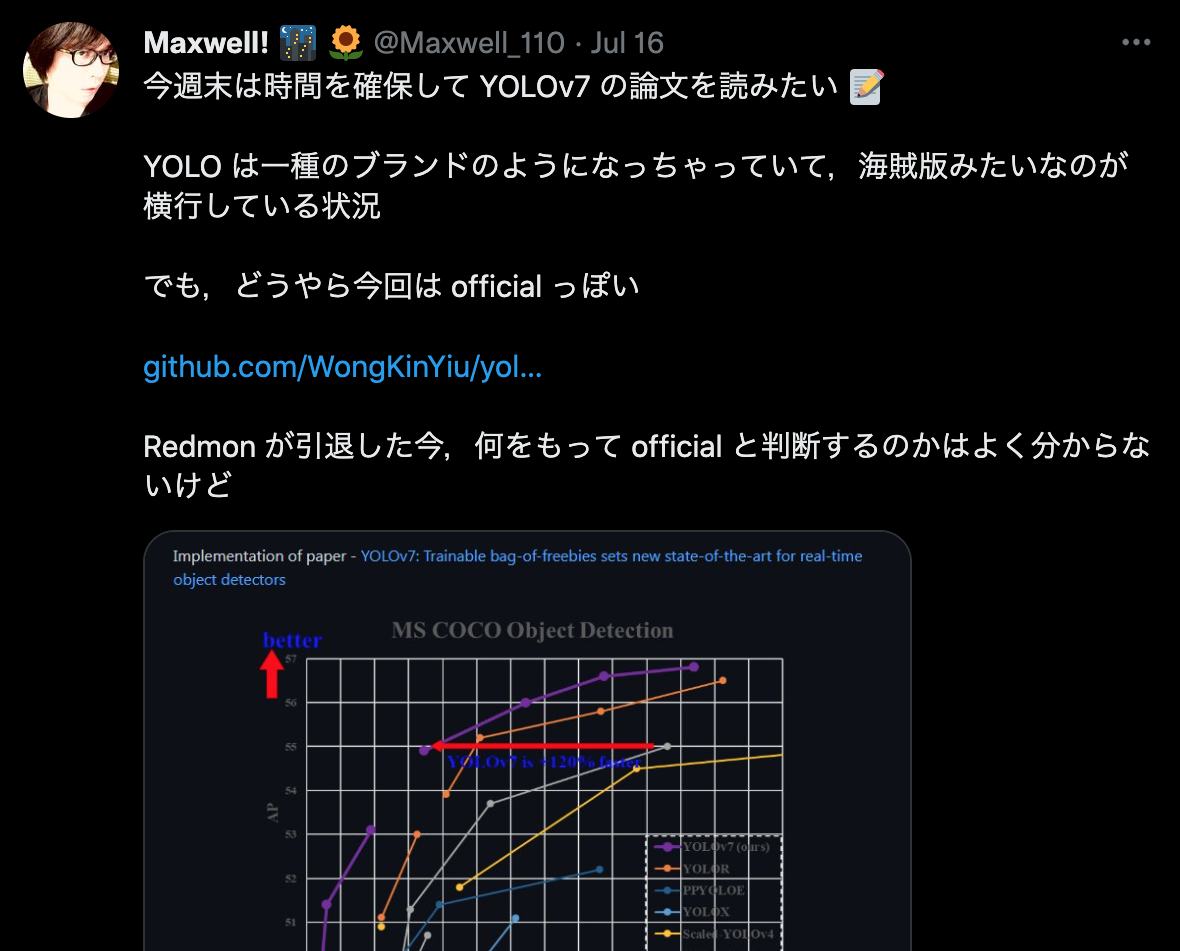 Maxwell! 🌃 🌻 @Maxwell_110 · Jul 16
今週末は時間を確保して YOLOv7 の論文を読みたい 📝
YOLO は一種のブランドのようになっちゃっていて，海賊版みたいなのが
横行している状況
でも，どうやら今回は official っぽい
github.com/WongKinYiu/yol...
Redmon が引退した今，何をもって official と判断するのかはよく分からな
いけど
Implementation of paper - YOLOv7: Trainable bag-of-freebies sets new state-of-the-art for real-time
object detectors
MS COCO Object Detection
better
57
56
55
YOLOv7 is +120% faster
54
AP
53
YOLOv7 (ours)
YOLOR
PPYOLOE
52
YOLOX
51
Scaled-YOLOv4